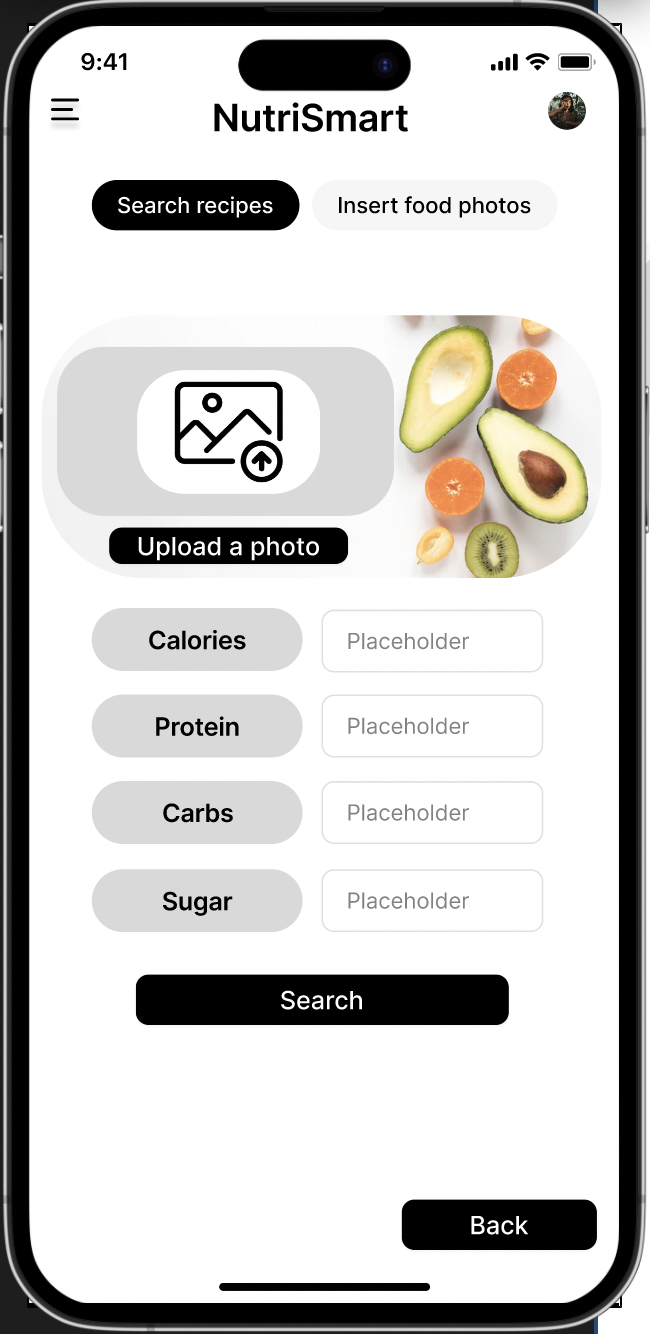 9:41
NutriSmart
Search recipes Insert food photos
Upload a photo
Calories Placeholder
Protein Placeholder
Carbs Placeholder
Sugar Placeholder
Search
Back